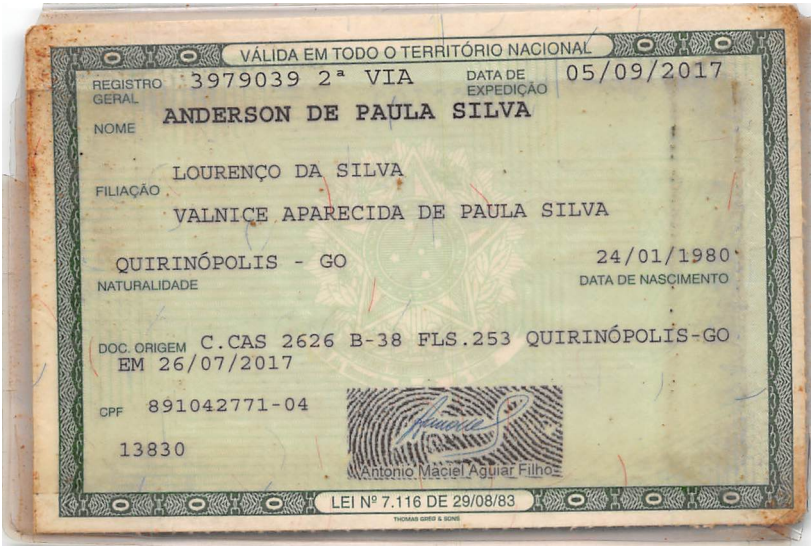 VÁLIDA EM TODO O TERRITÓRIO NACIONAL
REGISTRO GERAL 3979039 2ª VIA DATA DE EXPEDIÇÃO 05/09/2017
NOME ANDERSON DE PAULA SILVA
FILIAÇÃO LOURENÇO DA SILVA
VALNICE APARECIDA DE PAULA SILVA
QUIRINÓPOLIS - GO 24/01/1980
NATURALIDADE DATA DE NASCIMENTO
DOC. ORIGEM C.CAS 2626 B-38 FLS.253 QUIRINÓPOLIS-GO
EM 26/07/2017
CPF 891042771-04
13830
Antonio Maciel Aguiar Filho
LEI Nº 7.116 DE 29/08/83
THOMAS GREG & SONS